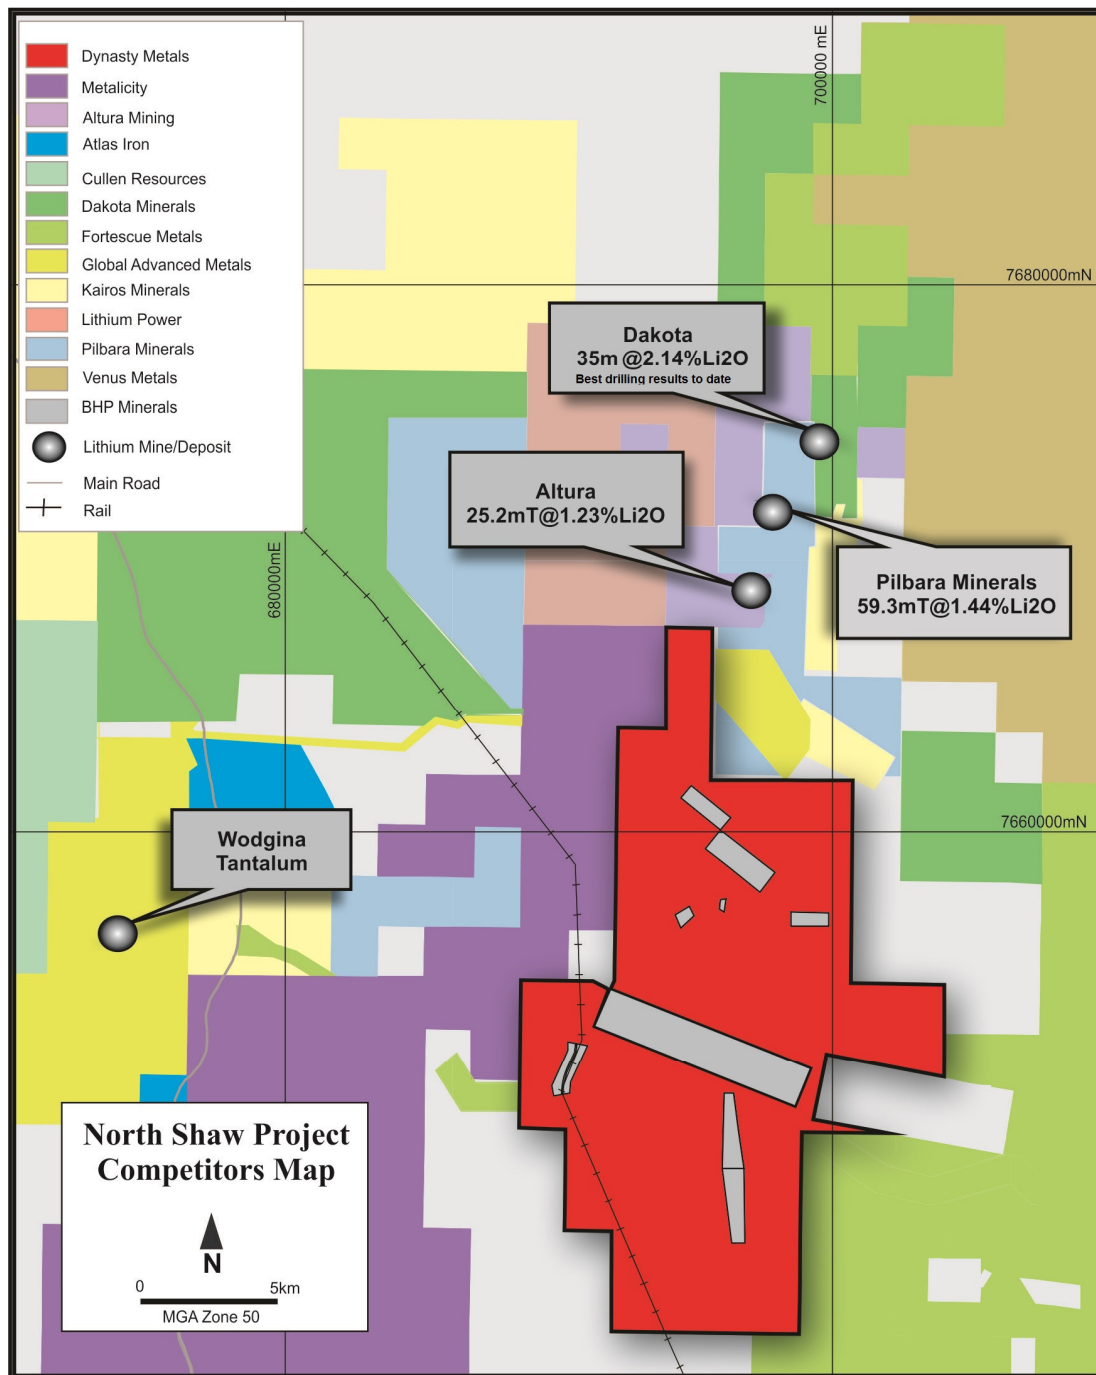 Dynasty Metals
Metalicity
Altura Mining
Atlas Iron
Cullen Resources
Dakota Minerals
Fortescue Metals
Global Advanced Metals
Kairos Minerals
Lithium Power
Pilbara Minerals
Venus Metals
BHP Minerals
Lithium Mine/Deposit
Main Road
Rail
700000 mE
7680000mN
Dakota
35m @2.14%Li2O
Best drilling results to date
Altura
25.2mT@1.23%Li2O
680000mE
Pilbara Minerals
59.3mT@1.44%Li2O
7660000mN
Wodgina
Tantalum
North Shaw Project
Competitors Map
N
0 5km
MGA Zone 50